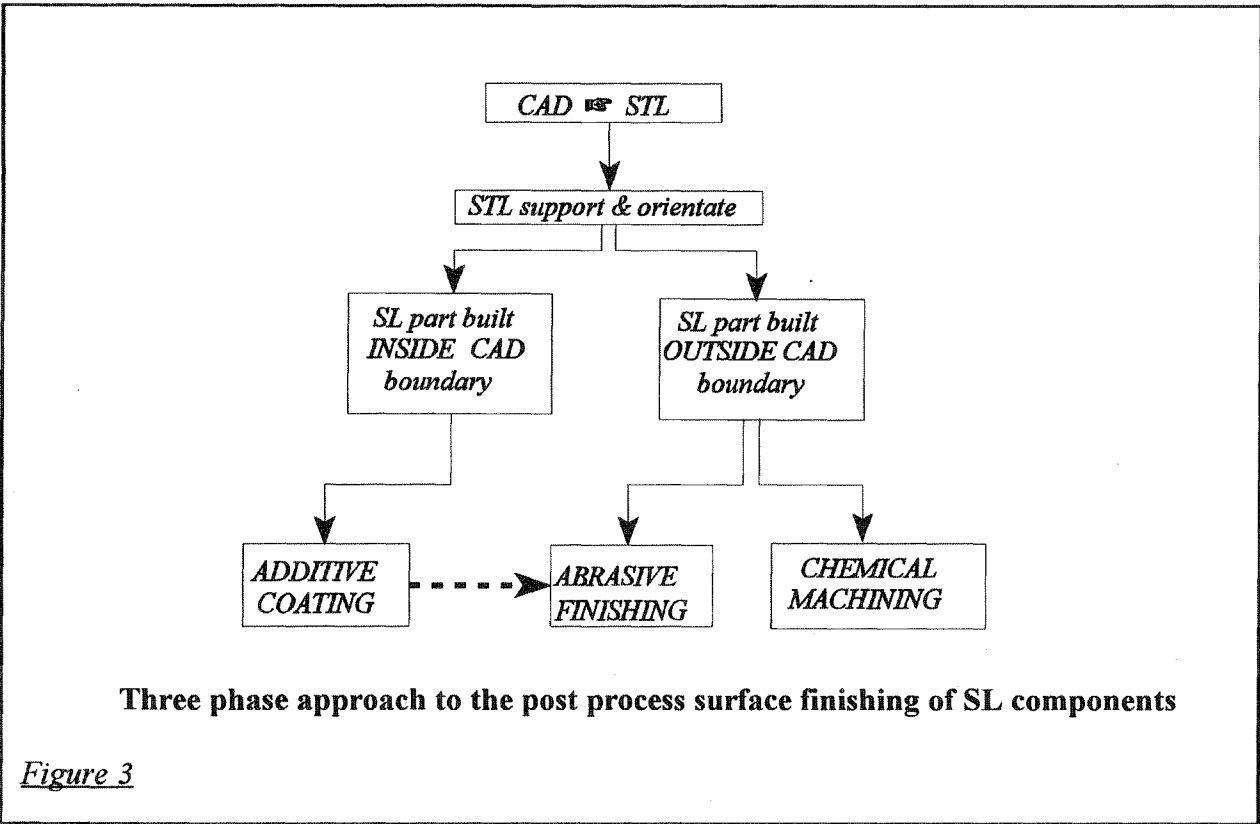 CAD ☞ STL
STL support & orientate
SL part built
INSIDE CAD
boundary
SL part built
OUTSIDE CAD
boundary
ADDITIVE
COATING
ABRASIVE
FINISHING
CHEMICAL
MACHINING
Three phase approach to the post process surface finishing of SL components
Figure 3